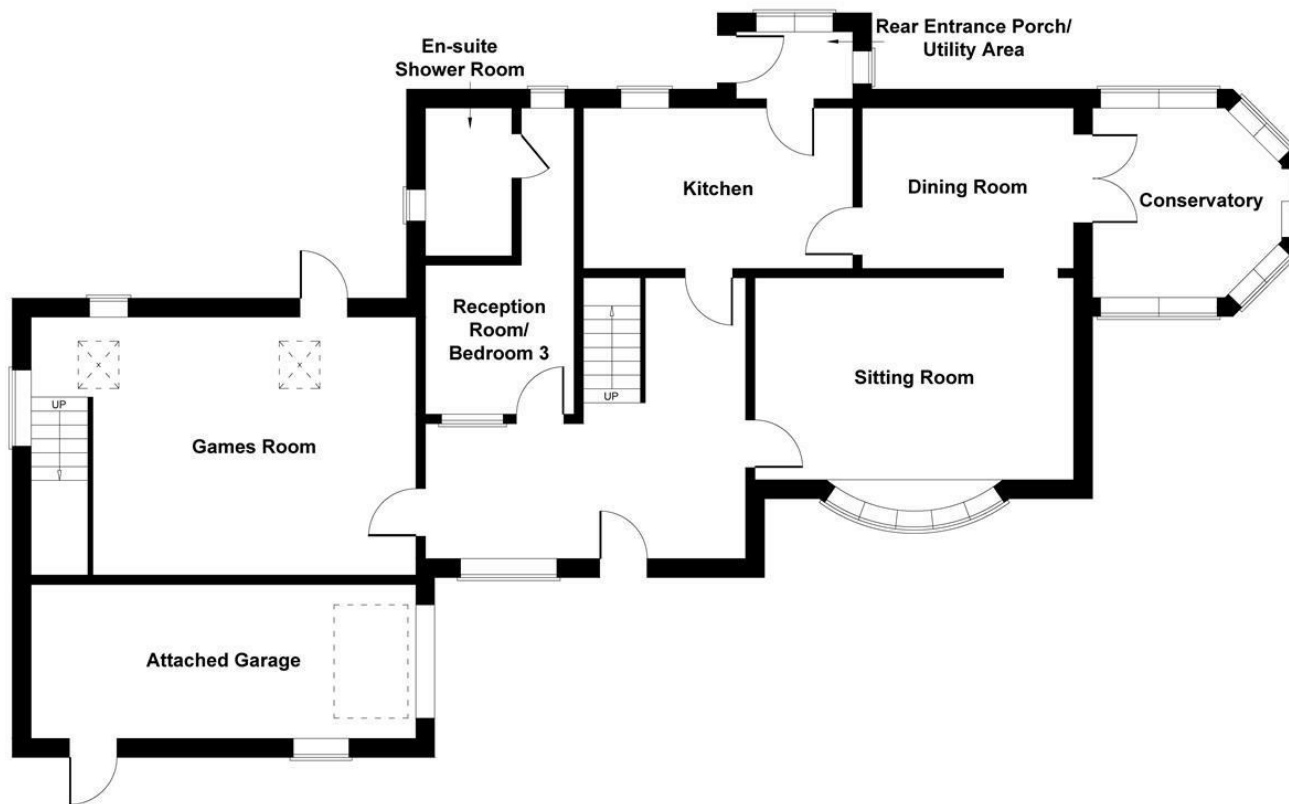 Rear Entrance Porch/
Utility Area
En-suite
Shower Room
Kitchen
Dining Room
Conservatory
Reception
Room/
Bedroom 3
Sitting Room
UP
UP
Games Room
Attached Garage